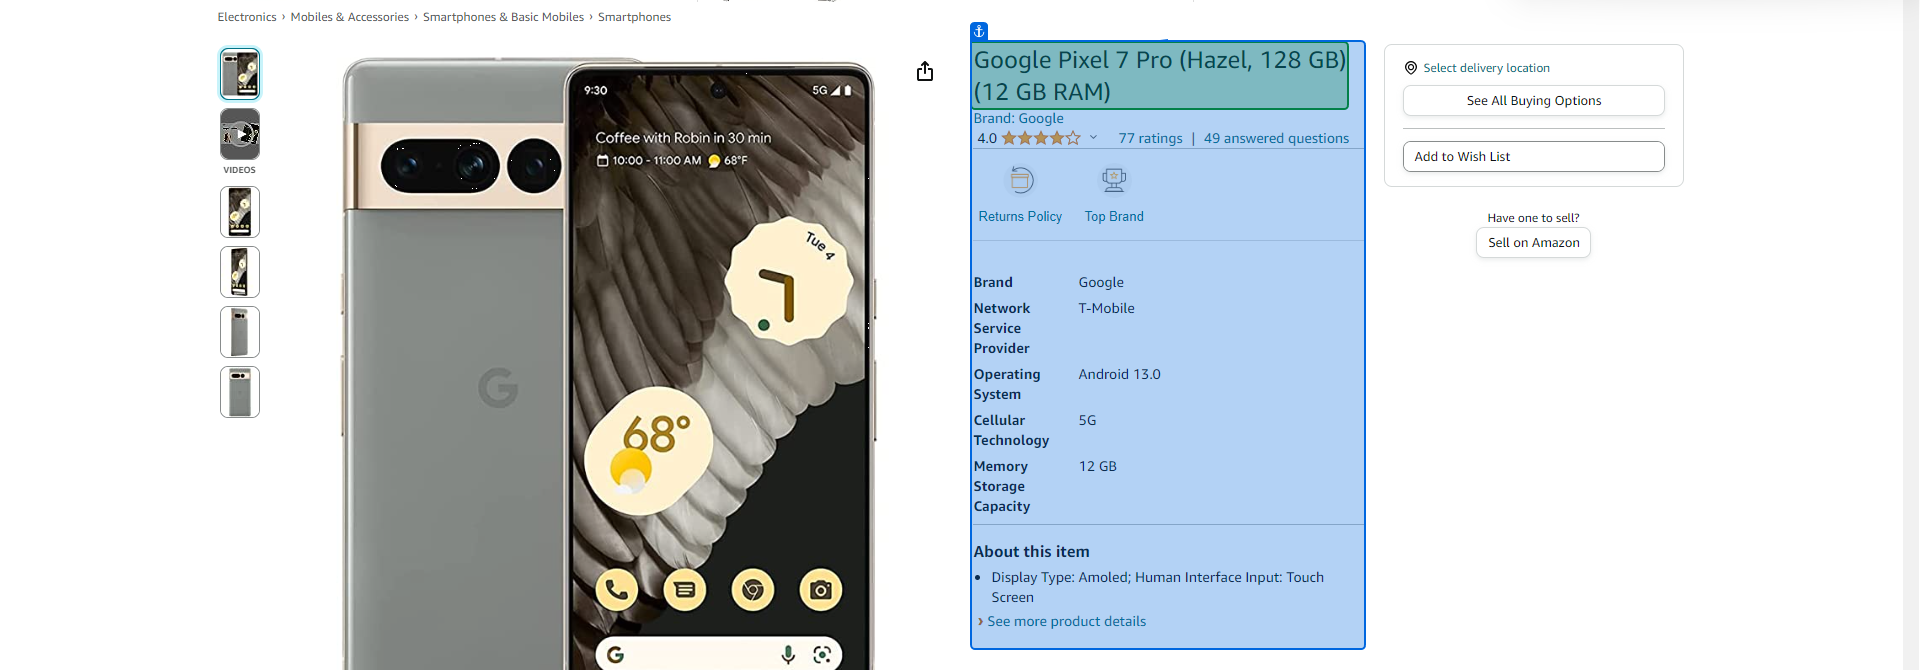 Electronics › Mobiles & Accessories › Smartphones & Basic Mobiles › Smartphones
VIDEOS
9:30
5G
Coffee with Robin in 30 min
10:00 - 11:00 AM 68°F
Tue 4
68°
G
G
Google Pixel 7 Pro (Hazel, 128 GB)
(12 GB RAM)
Brand: Google
4.0 77 ratings | 49 answered questions
Returns Policy Top Brand
Brand Google
Network T-Mobile
Service
Provider
Operating Android 13.0
System
Cellular 5G
Technology
Memory 12 GB
Storage
Capacity
About this item
• Display Type: Amoled; Human Interface Input: Touch
Screen
› See more product details
Select delivery location
See All Buying Options
Add to Wish List
Have one to sell?
Sell on Amazon